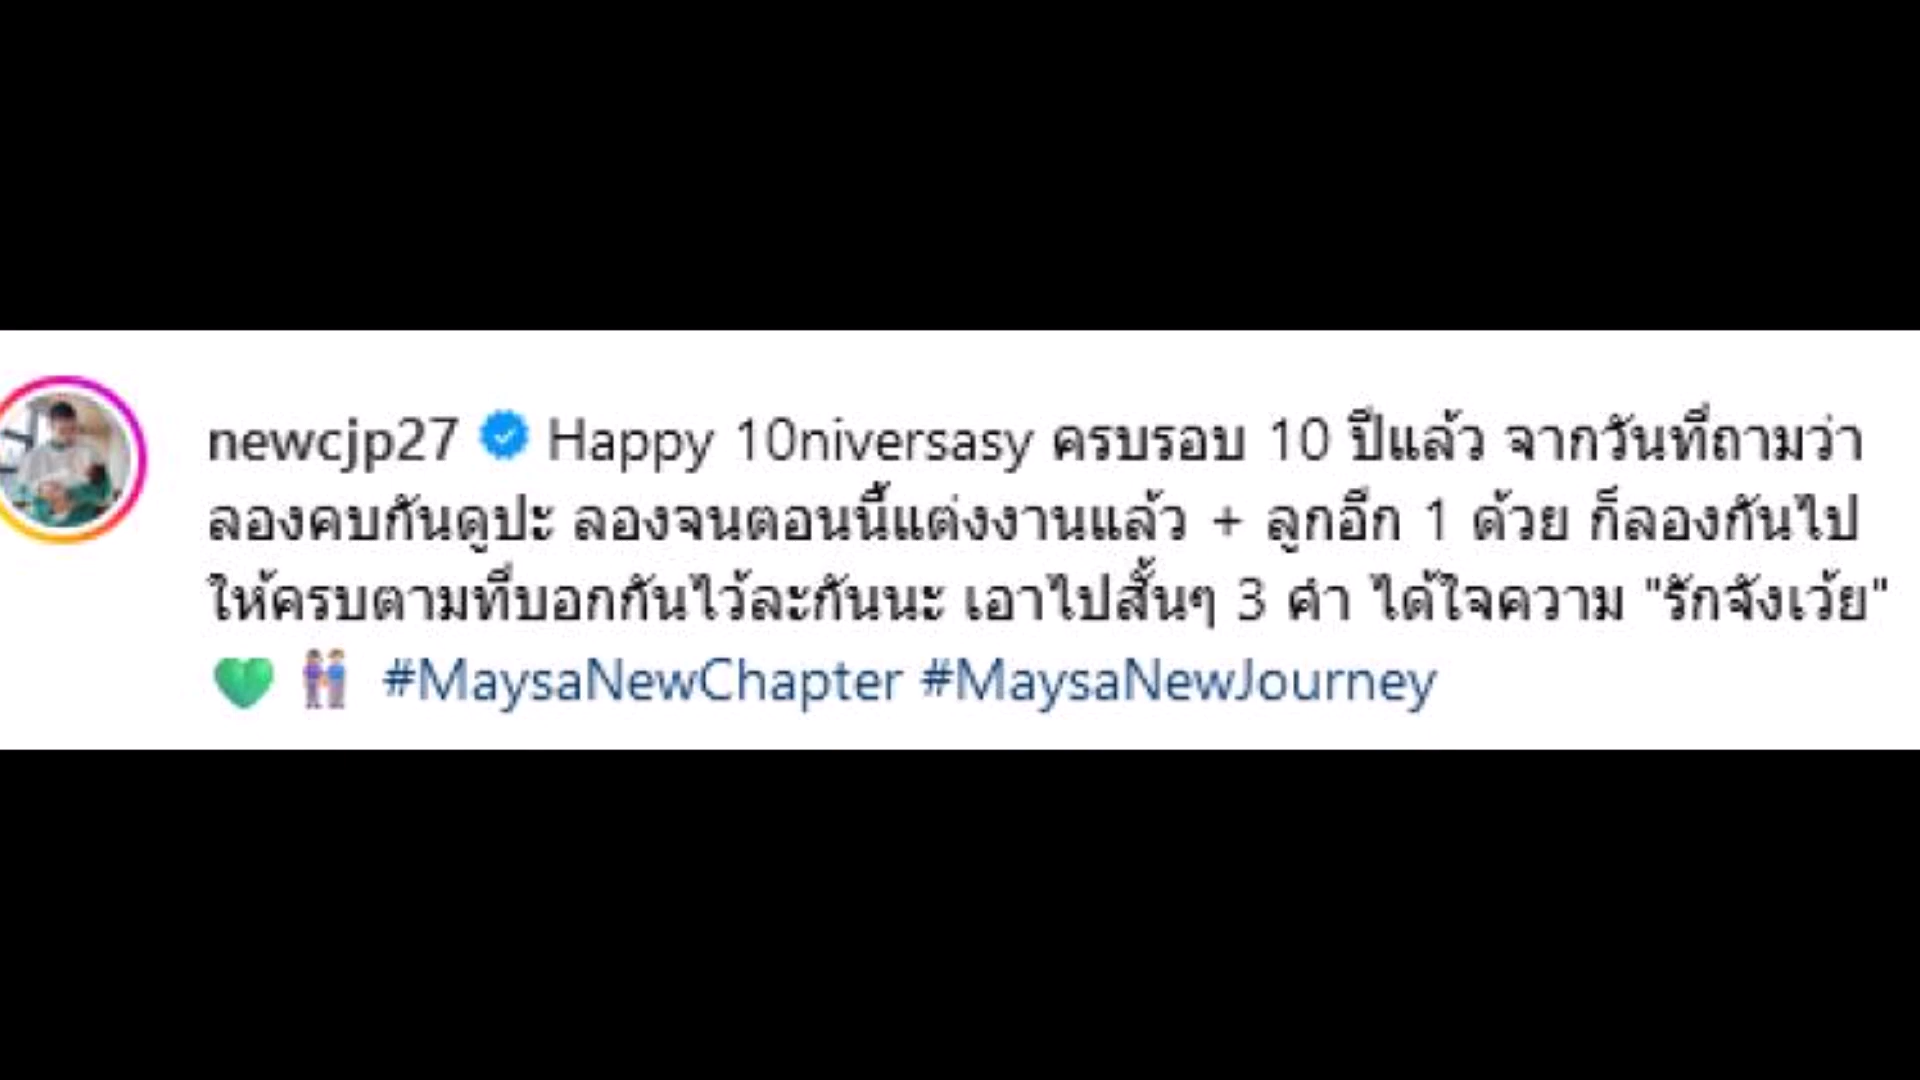 newcjp27 Happy 10niversasy ครบรอบ 10 ปีแล้ว จากวันที่ถามว่า
ลองคบกันดูปะ ลองจนตอนนี้แต่งงานแล้ว + ลูกอีก 1 ด้วย ก็ลองกันไป
ให้ครบตามที่บอกกันไว้ละกันนะ เอาไปสั้นๆ 3 คำ ได้ใจความ "รักจังเว้ย"
💚 👫🏼 #MaysaNewChapter #MaysaNewJourney